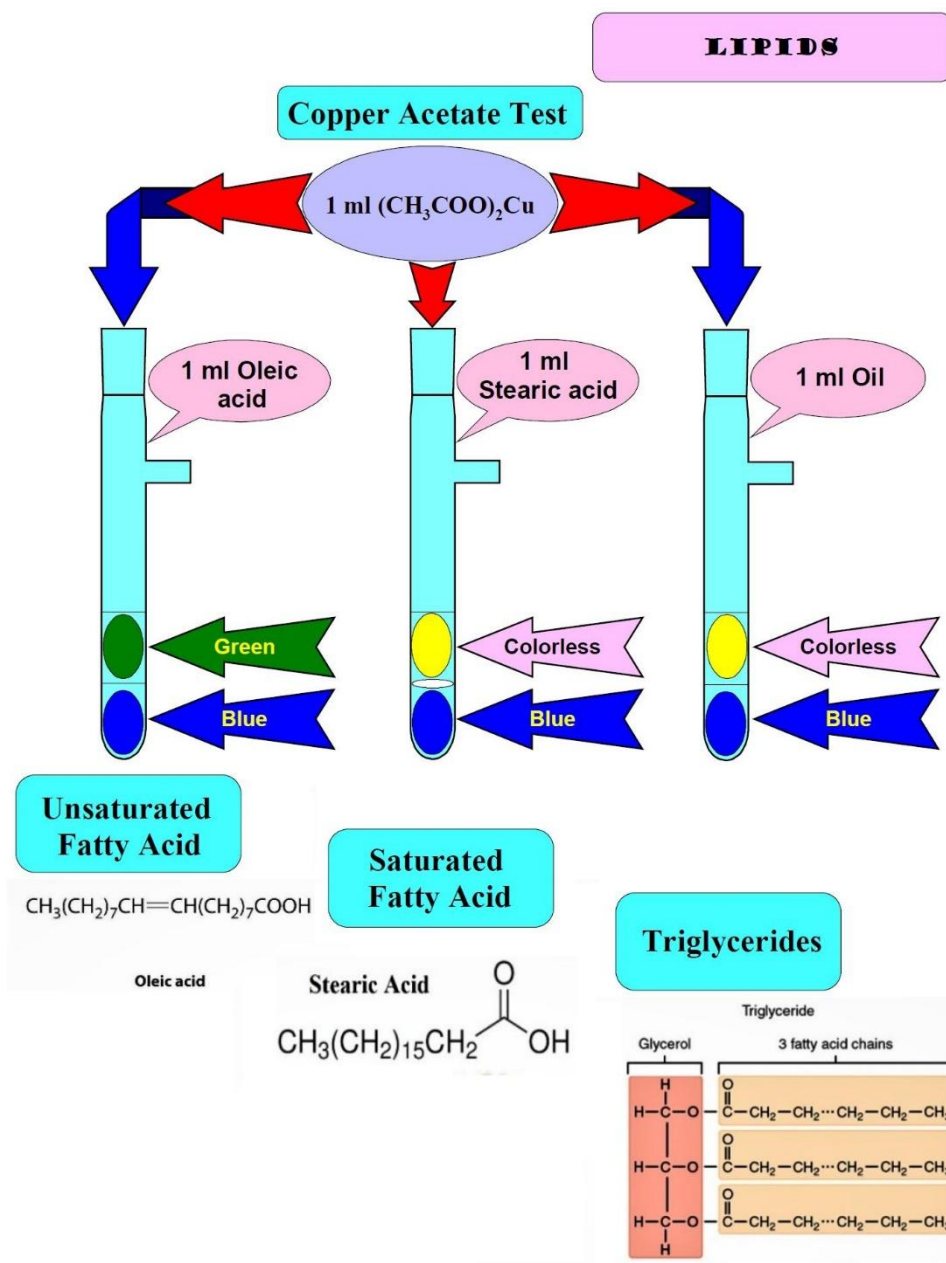 LIPIDS
Copper Acetate Test
1 ml (CH₃COO)₂Cu
1 ml Oleic
acid
1 ml
Stearic acid
1 ml Oil
Green
Colorless
Colorless
Blue
Blue
Blue
Unsaturated
Fatty Acid
CH₃(CH₂)₇CH=CH(CH₂)₇COOH
Oleic acid
Saturated
Fatty Acid
Stearic Acid
O
CH₃(CH₂)₁₅CH₂ OH
Triglycerides
Triglyceride
Glycerol 3 fatty acid chains
H O
H–C–O–C–CH₂–CH₂···CH₂–CH₂–CH₂
O
H–C–O–C–CH₂–CH₂···CH₂–CH₂–CH₂
O
H–C–O–C–CH₂–CH₂···CH₂–CH₂–CH₂
H